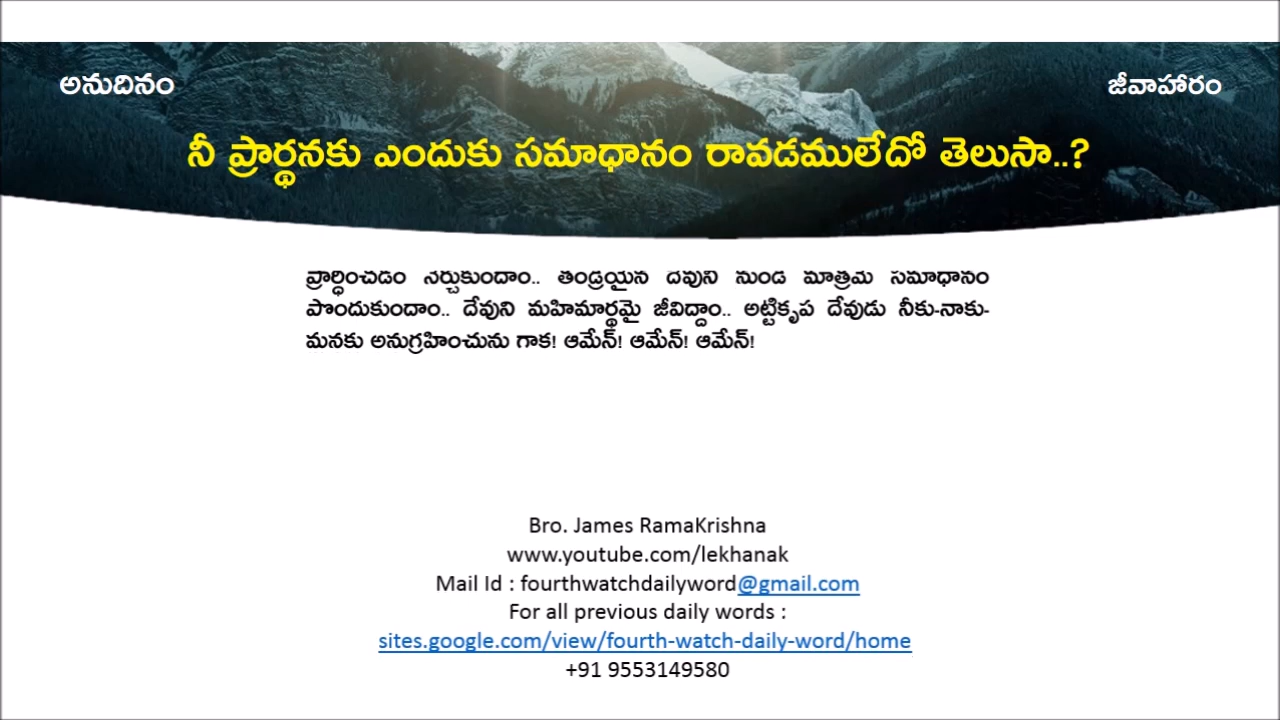 అనుదినం
జీవాహారం
నీ ప్రార్థనకు ఎందుకు సమాధానం రావడములేదో తెలుసా..?
ప్రార్ధించడం నేర్చుకుందాం.. తండ్రియైన దేవుని నుండి మాత్రమే సమాధానం
పొందుకుందాం.. దేవుని మహిమార్థమై జీవిద్దాం.. అట్టికృప దేవుడు నీకు-నాకు-
మనకు అనుగ్రహించును గాక! ఆమేన్! ఆమేన్! ఆమేన్!
Bro. James RamaKrishna
www.youtube.com/lekhanak
Mail Id : fourthwatchdailyword@gmail.com
For all previous daily words :
sites.google.com/view/fourth-watch-daily-word/home
+91 9553149580